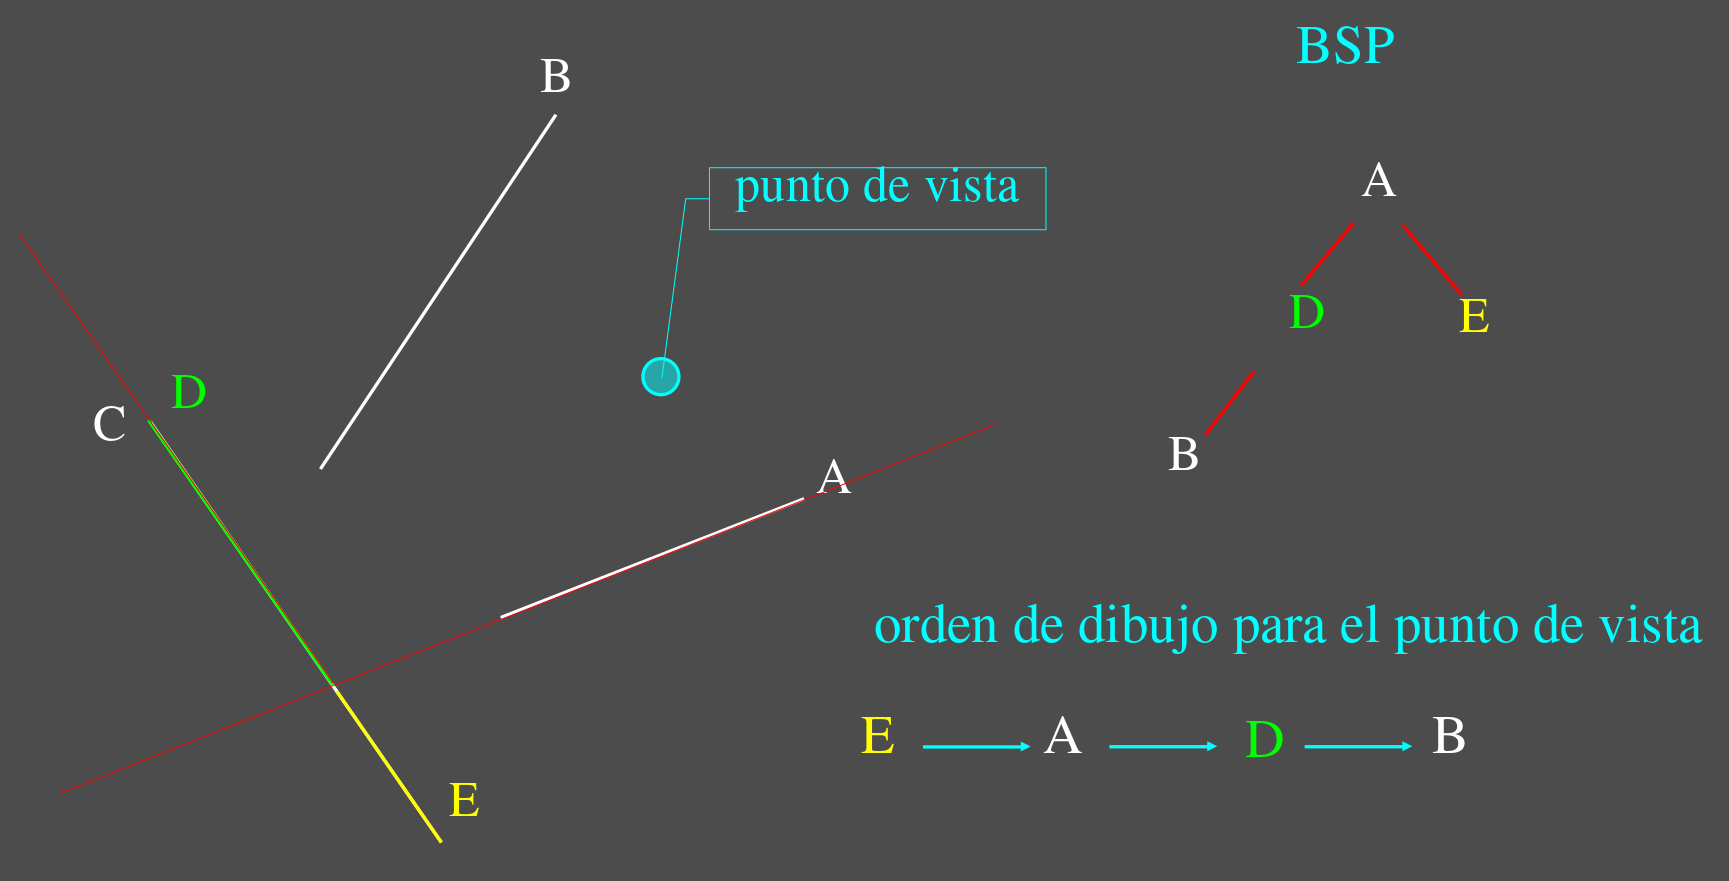 BSP
B
A
punto de vista
D
E
D
C
B
A
orden de dibujo para el punto de vista
E A D B
E